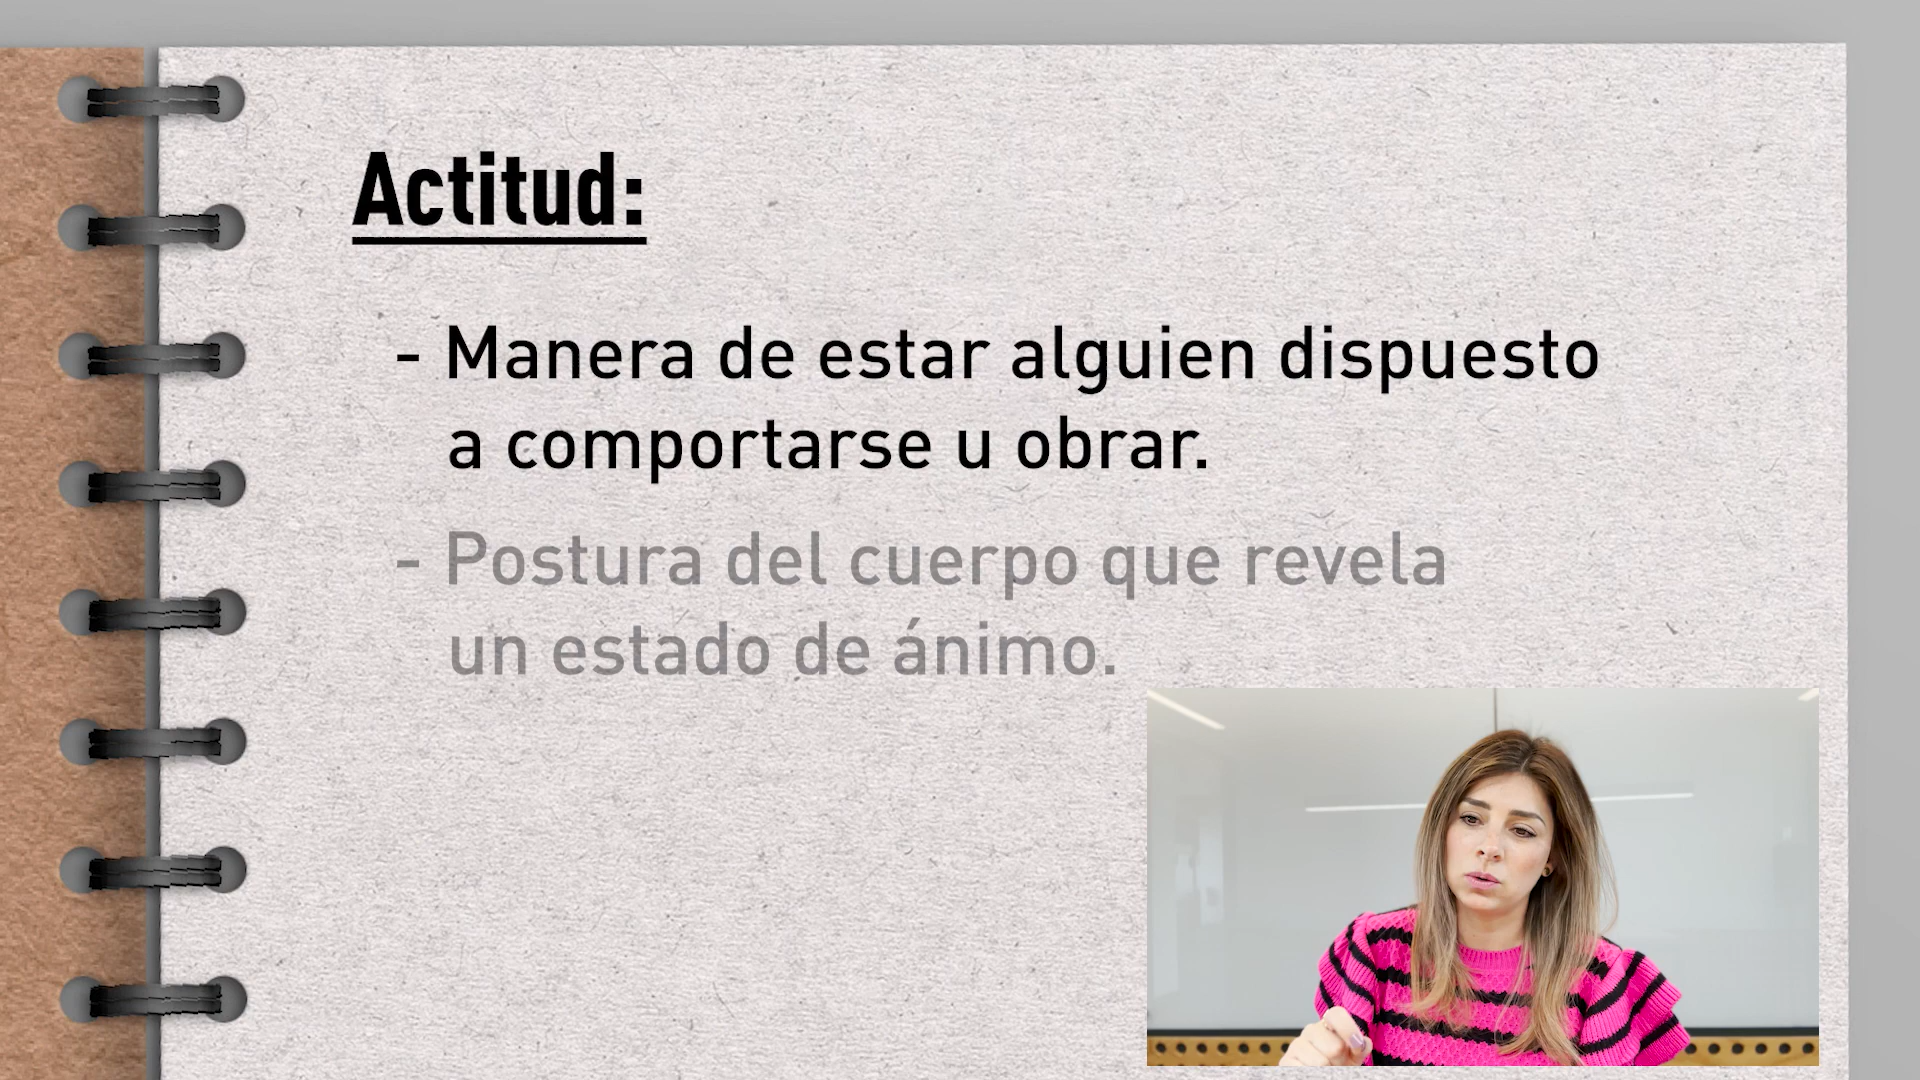 Actitud:
- Manera de estar alguien dispuesto
a comportarse u obrar.
- Postura del cuerpo que revela
un estado de ánimo.